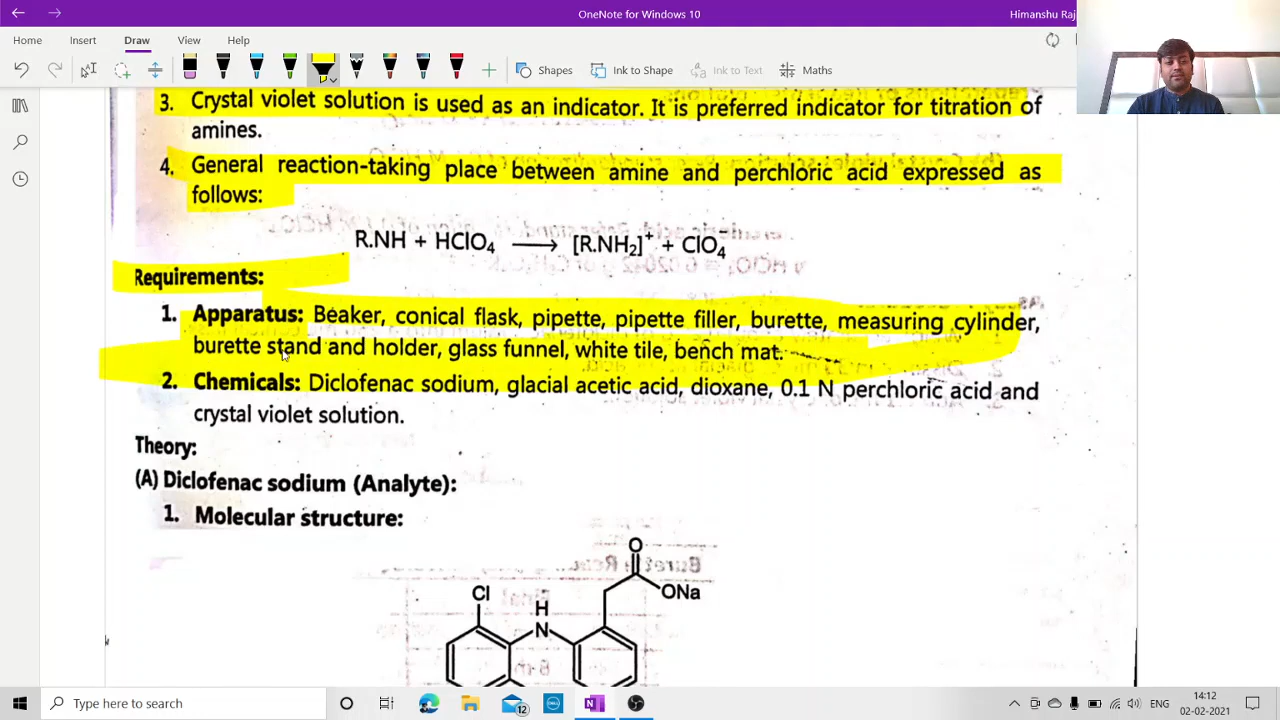 OneNote for Windows 10
Himanshu Raj
Home Insert Draw View Help
Shapes Ink to Shape Ink to Text Maths
3. Crystal violet solution is used as an indicator. It is preferred indicator for titration of
amines.
4. General reaction-taking place between amine and perchloric acid expressed as
follows:
R.NH + HClO₄ ⟶ [R.NH₂]⁺ + ClO₄⁻
Requirements:
1. Apparatus: Beaker, conical flask, pipette, pipette filler, burette, measuring cylinder,
burette stand and holder, glass funnel, white tile, bench mat.
2. Chemicals: Diclofenac sodium, glacial acetic acid, dioxane, 0.1 N perchloric acid and
crystal violet solution.
Theory:
(A) Diclofenac sodium (Analyte):
1. Molecular structure:
O
Cl
ONa
H
N
Type here to search
12
ENG
14:12
02-02-2021